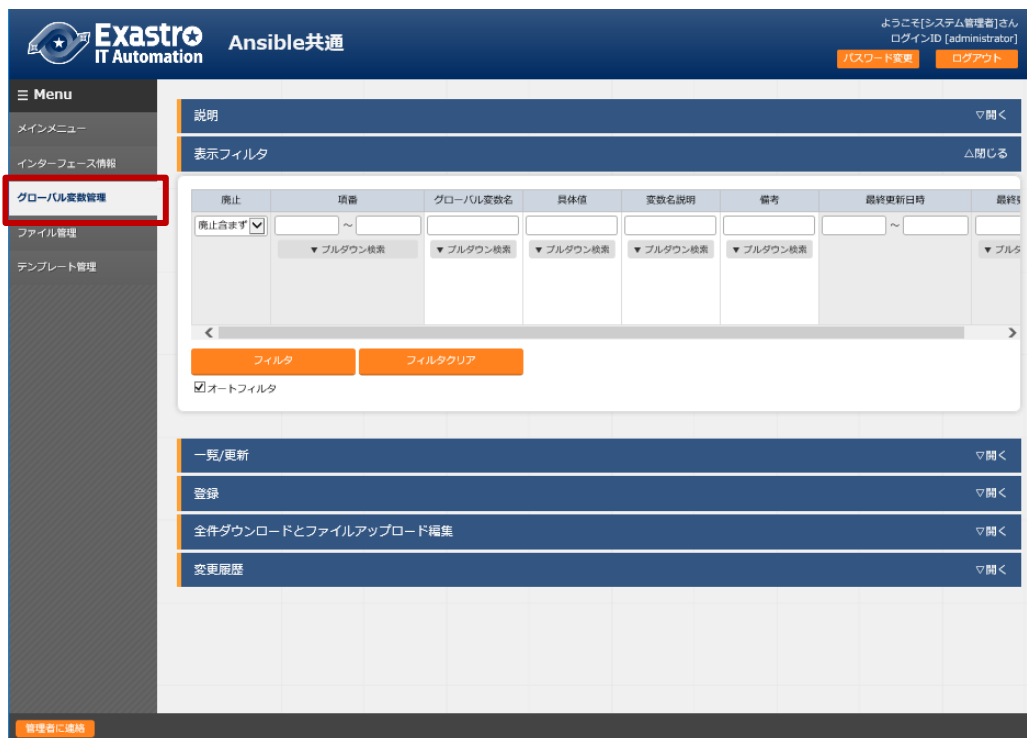 Exastro
IT Automation
Ansible共通
ようこそ[システム管理者]さん
ログインID [administrator]
パスワード変更
ログアウト
☰ Menu
メインメニュー
インターフェース情報
グローバル変数管理
ファイル管理
テンプレート管理
説明
▽開く
表示フィルタ
△閉じる
廃止 項番 グローバル変数名 具体値 変数名説明 備考 最終更新日時 最終
廃止含まず ~ ~
▼ プルダウン検索 ▼ プルダウン検索 ▼ プルダウン検索 ▼ プルダウン検索 ▼ プルダウン検索 ▼ プルダ
フィルタ フィルタクリア
オートフィルタ
一覧/更新
▽開く
登録
▽開く
全件ダウンロードとファイルアップロード編集
▽開く
変更履歴
▽開く
管理者に連絡